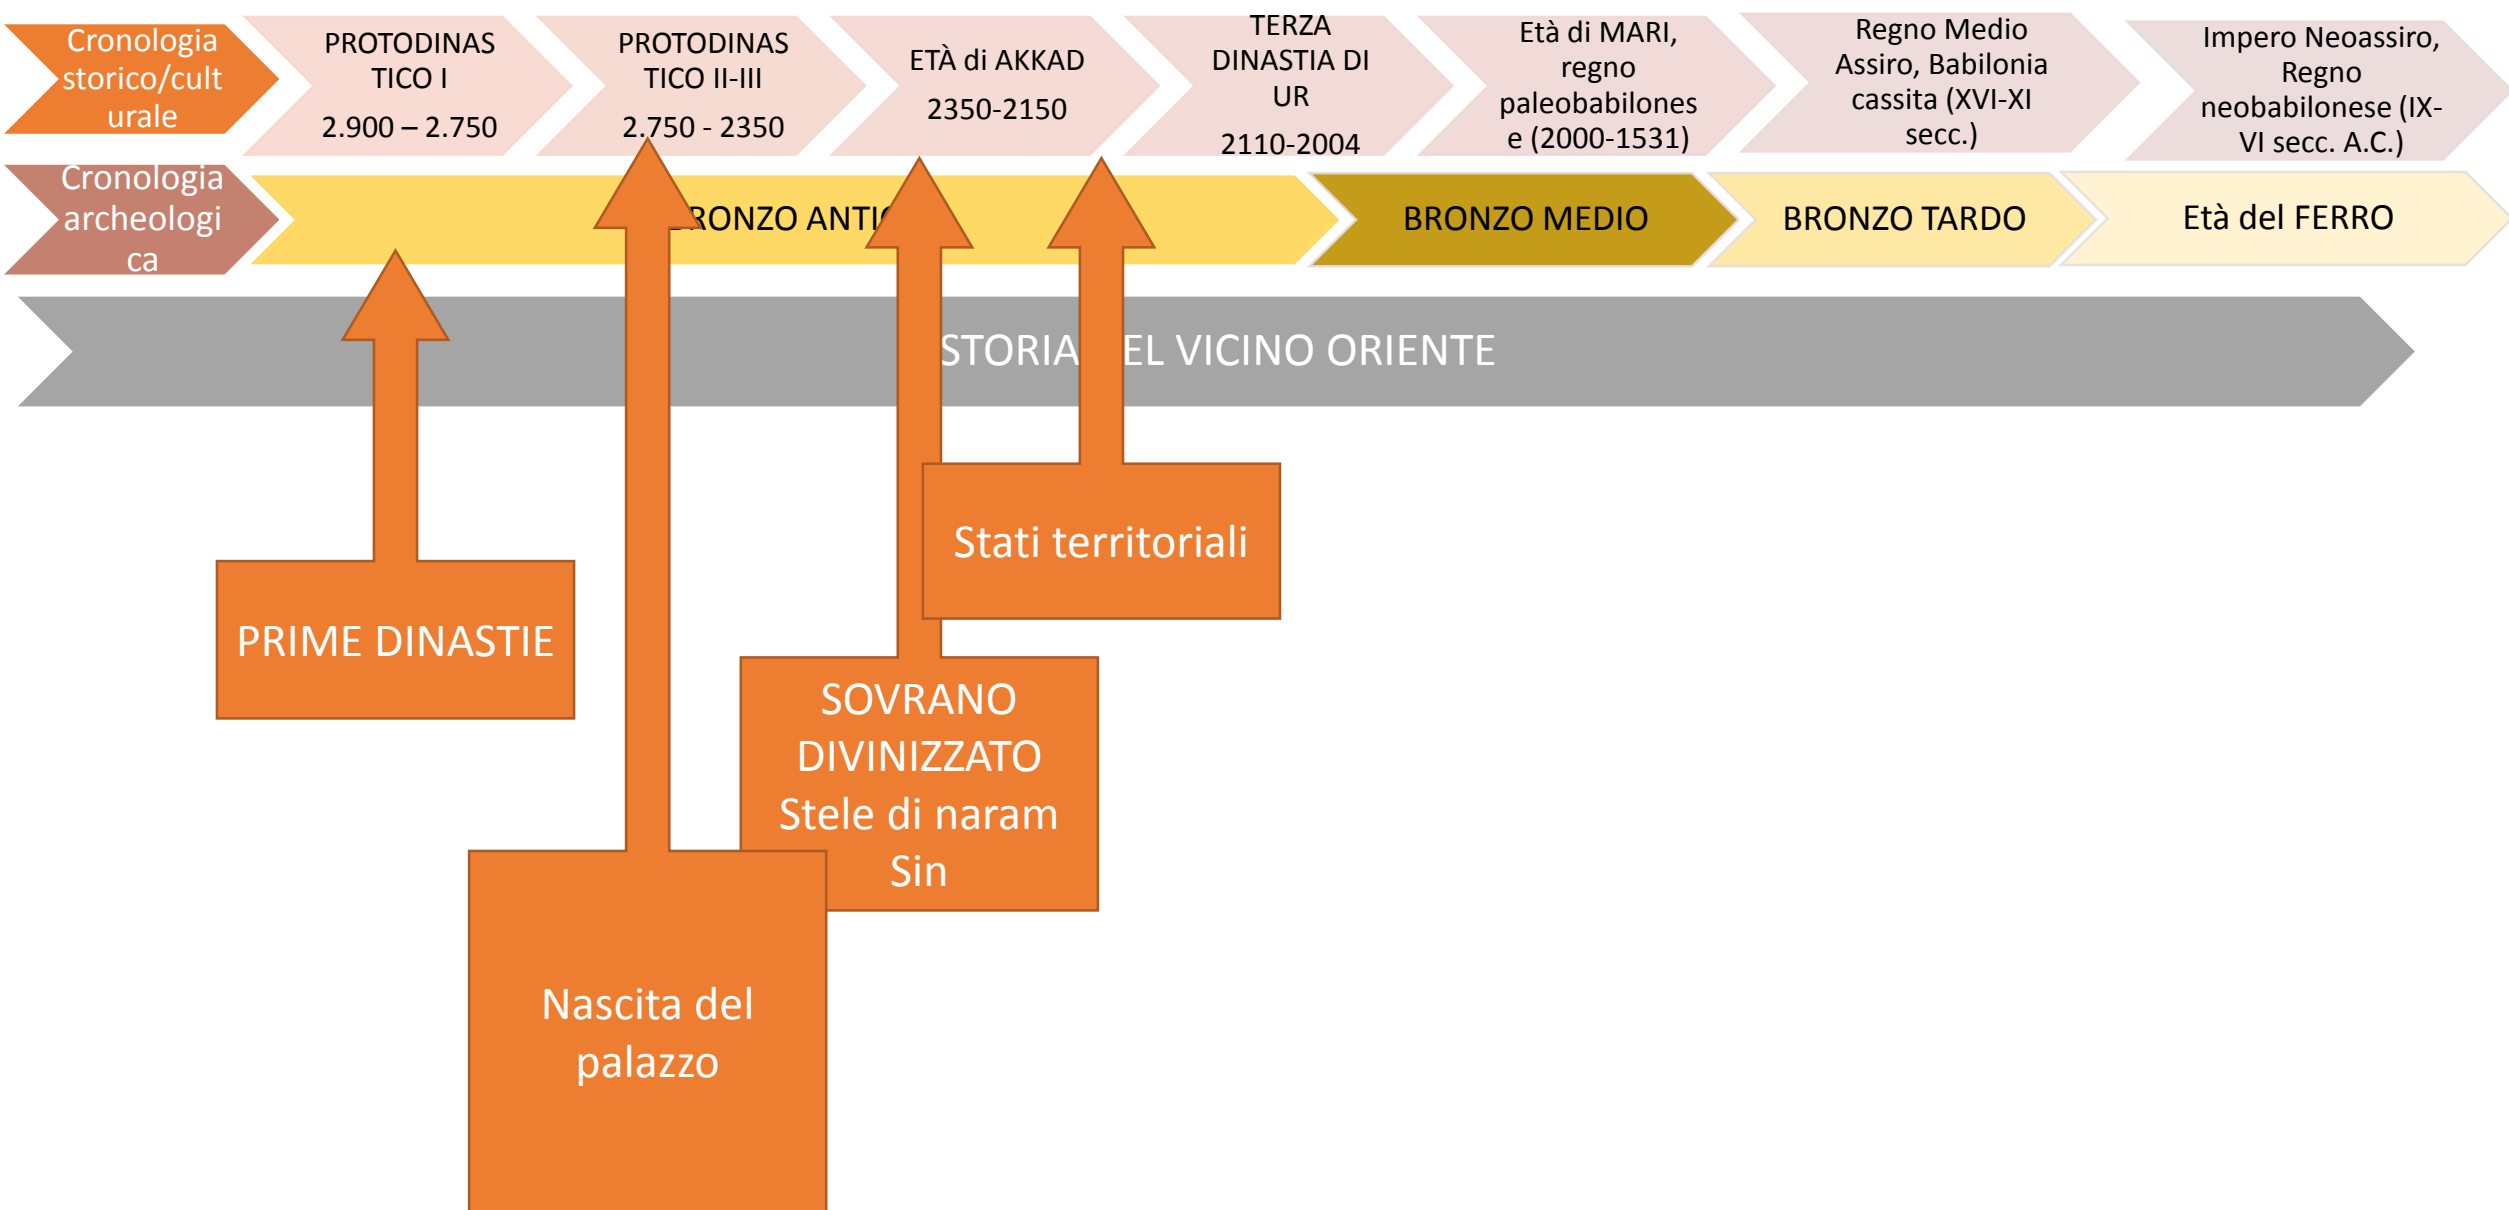 Cronologia
storico/cult
urale
PROTODINAS
TICO I
2.900 – 2.750
PROTODINAS
TICO II-III
2.750 - 2350
ETÀ di AKKAD
2350-2150
TERZA
DINASTIA DI
UR
2110-2004
Età di MARI,
regno
paleobabilones
e (2000-1531)
Regno Medio
Assiro, Babilonia
cassita (XVI-XI
secc.)
Impero Neoassiro,
Regno
nèobabilonese (IX-
VI secc. A.C.)
Cronologia
archeologi
ca
BRONZO ANTIC
BRONZO MEDIO
BRONZO TARDO
Età del FERRO
STORIA EL VICINO ORIENTE
Stati territoriali
PRIME DINASTIE
SOVRANO
DIVINIZZATO
Stele di naram
Sin
Nascita del
palazzo